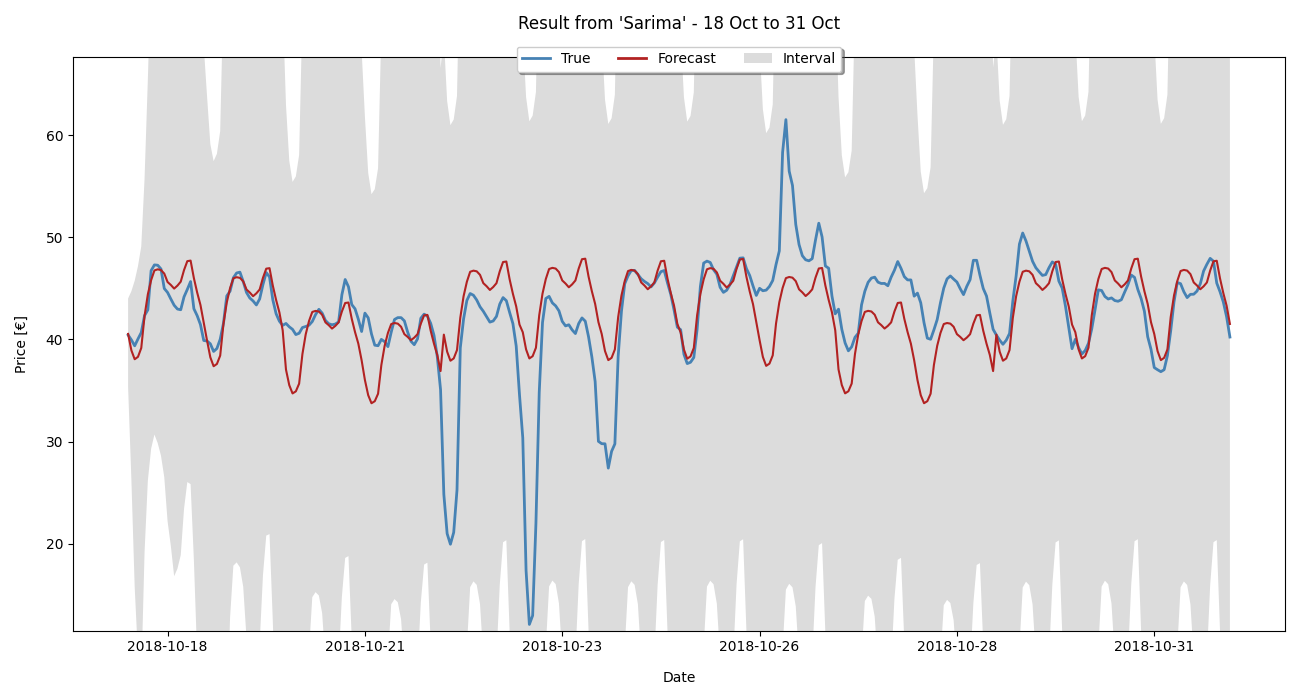 Result from 'Sarima' - 18 Oct to 31 Oct
True Forecast Interval
60
50
40
30
20
Price [€]
2018-10-18 2018-10-21 2018-10-23 2018-10-26 2018-10-28 2018-10-31
Date